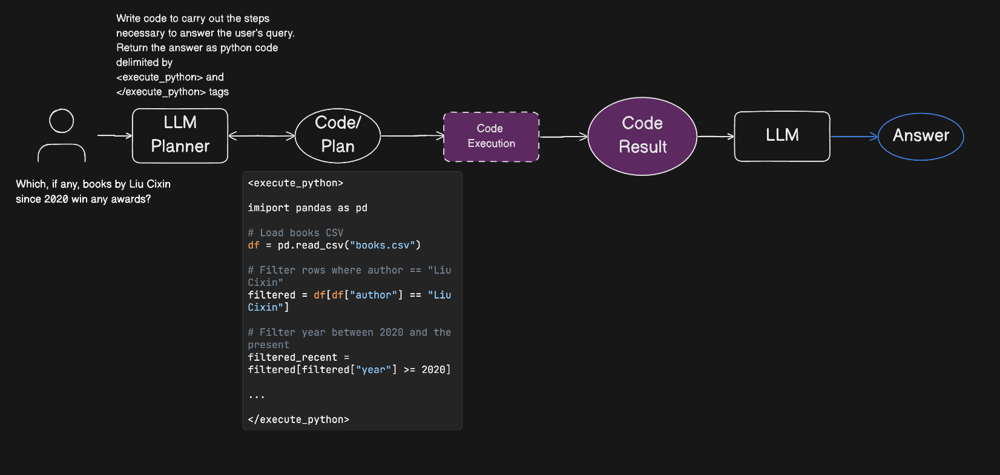 Write code to carry out the steps
necessary to answer the user's query.
Return the answer as python code
delimited by
<execute_python> and
</execute_python> tags
LLM
Planner
Code/
Plan
Code
Execution
Code
Result
LLM
Answer
Which, if any, books by Liu Cixin
since 2020 win any awards?
<execute_python>
imiport pandas as pd
# Load books CSV
df = pd.read_csv("books.csv")
# Filter rows where author == "Liu
Cixin"
filtered = df[df["author"] == "Liu
Cixin"]
# Filter year between 2020 and the
present
filtered_recent =
filtered[filtered["year"] >= 2020]
...
</execute_python>